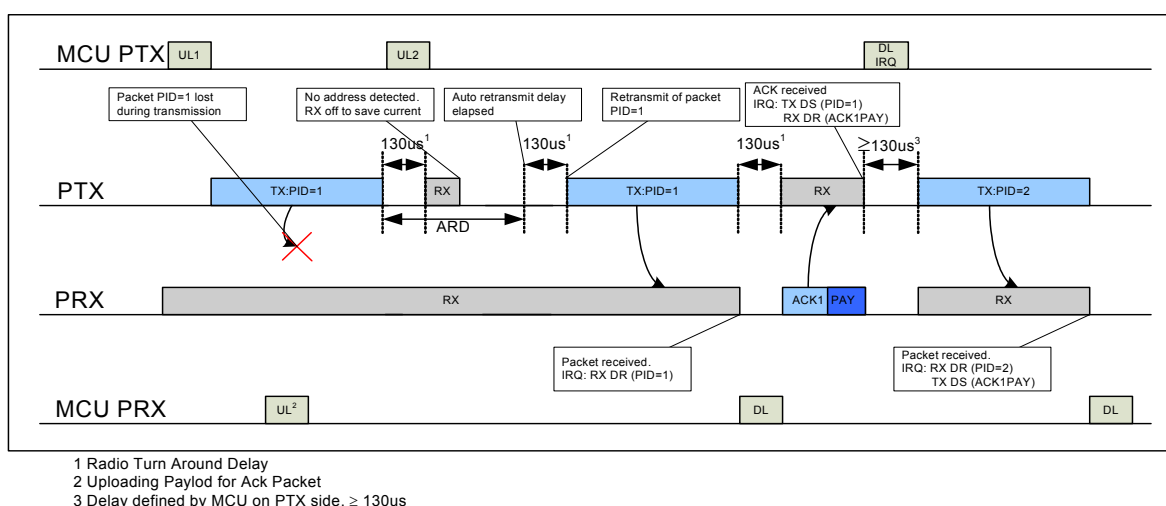 MCU PTX
UL1
UL2
DL
IRQ
Packet PID=1 lost
during transmission
No address detected.
RX off to save current
Auto retransmit delay
elapsed
Retransmit of packet
PID=1
ACK received
IRQ: TX DS (PID=1)
RX DR (ACK1PAY)
130us1
130us1
130us1
≥130us3
PTX
TX:PID=1
RX
TX:PID=1
RX
TX:PID=2
ARD
PRX
RX
ACK1
PAY
RX
Packet received.
IRQ: RX DR (PID=1)
Packet received.
IRQ: RX DR (PID=2)
TX DS (ACK1PAY)
MCU PRX
UL2
DL
DL
1 Radio Turn Around Delay
2 Uploading Paylod for Ack Packet
3 Delay defined by MCU on PTX side, ≥ 130us